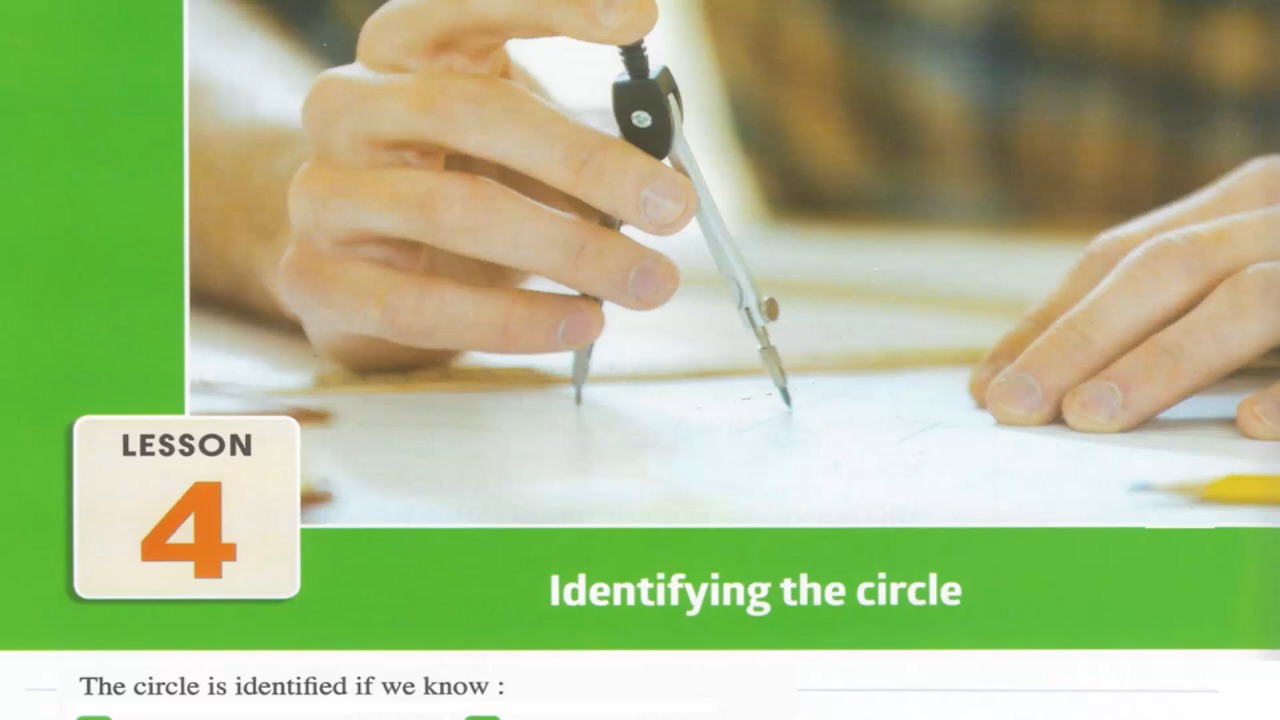 LESSON
4
Identifying the circle
The circle is identified if we know :